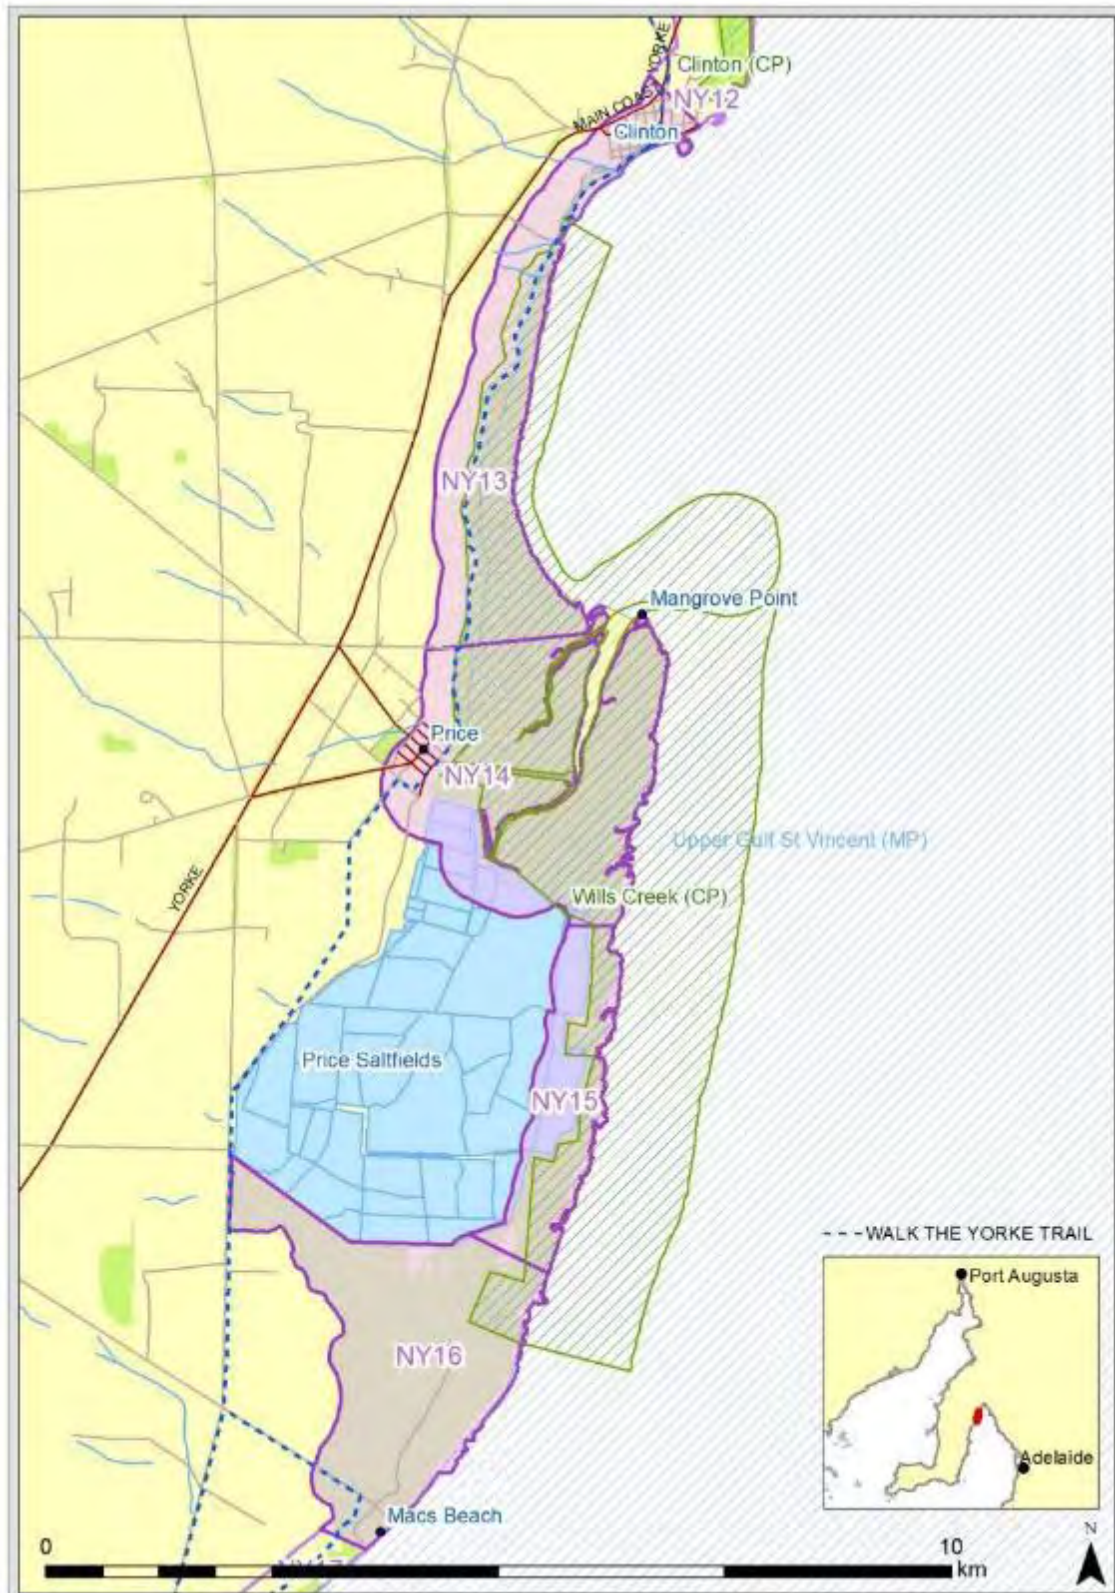 Clinton (CP)
MAIN COAST YORKE
NY12
Clinton
NY13
Mangrove Point
Price
NY14
Upper Gulf St Vincent (MP)
YORKE
Wills Creek (CP)
Price Saltfields
NY15
WALK THE YORKE TRAIL
Port Augusta
NY16
Adelaide
Macs Beach
N
0
10
km
NY17